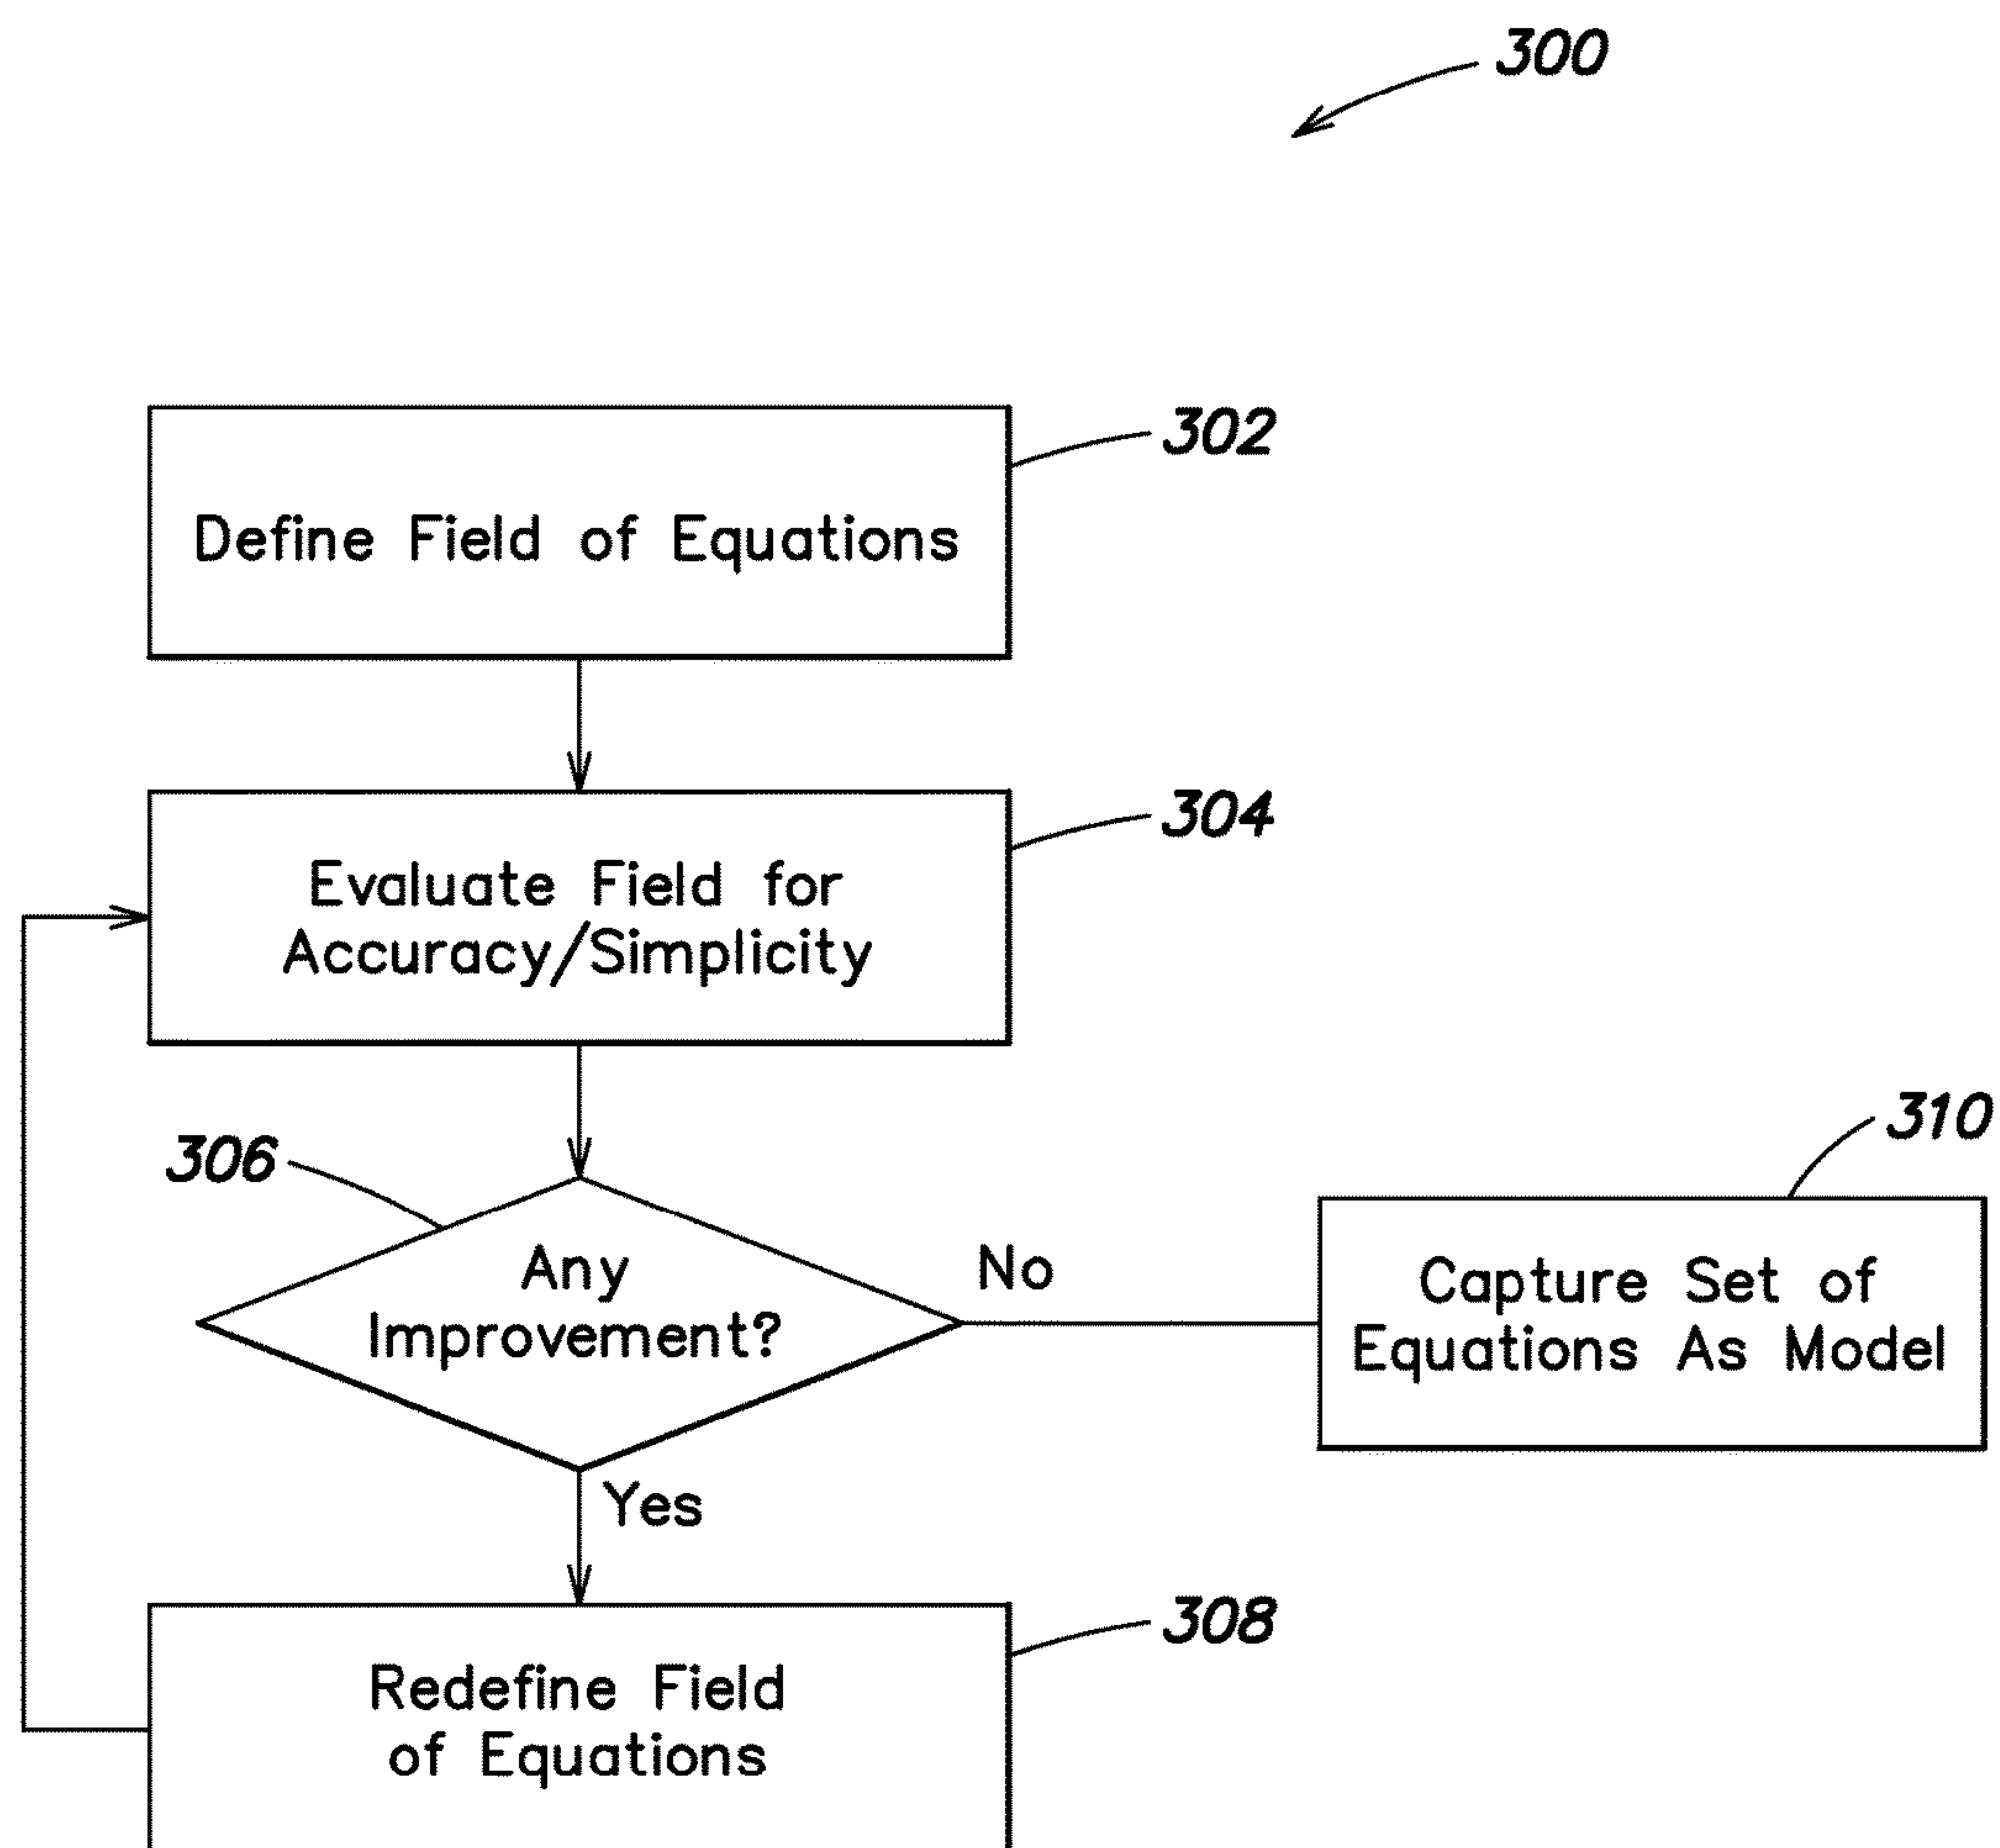 300
302
Define Field of Equations
304
Evaluate Field for
Accuracy/Simplicity
306
Any
Improvement?
No
310
Capture Set of
Equations As Model
Yes
308
Redefine Field
of Equations